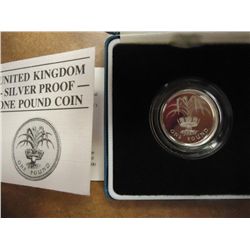 UNITED KINGDOM
- SILVER PROOF -
ONE POUND COIN
ONE POUND
ONE POUND